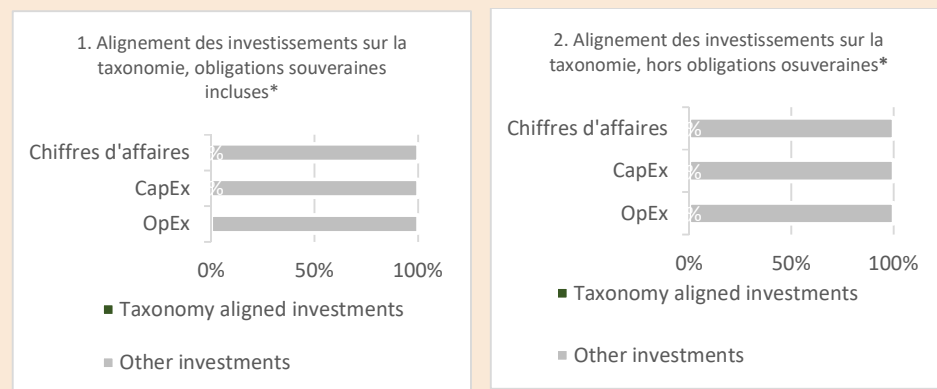 1. Alignement des investissements sur la
taxonomie, obligations souveraines
incluses*
Chiffres d'affaires
%
CapEx
%
OpEx
0%
50%
100%
Taxonomy aligned investments
Other investments
2. Alignement des investissements sur la
taxonomie, hors obligations osuveraines*
Chiffres d'affaires
%
CapEx
%
OpEx
%
0%
50%
100%
Taxonomy aligned investments
Other investments